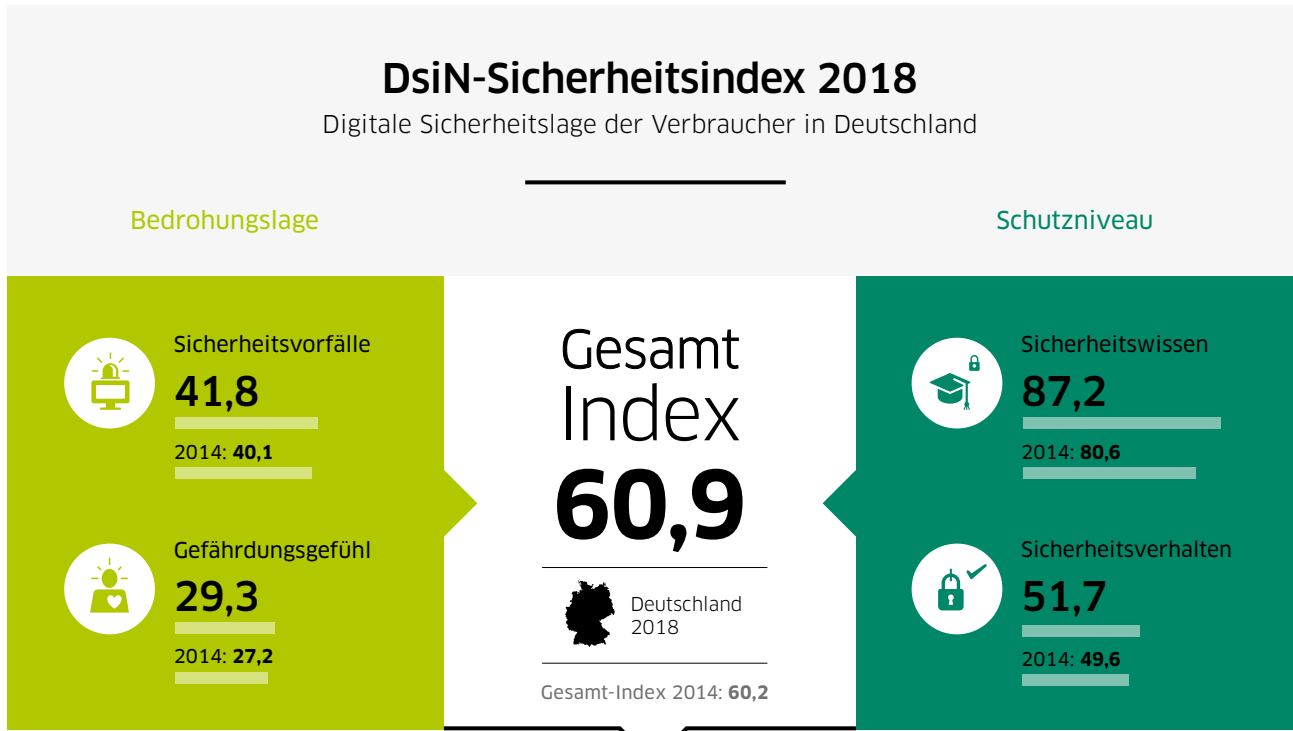 DsiN-Sicherheitsindex 2018
Digitale Sicherheitslage der Verbraucher in Deutschland
Bedrohungslage
Sicherheitsvorfälle
41,8
2014: 40,1
Gefährdungsgefühl
29,3
2014: 27,2
Gesamt
Index
60,9
Deutschland
2018
Gesamt-Index 2014: 60,2
Schutzniveau
Sicherheitswissen
87,2
2014: 80,6
Sicherheitsverhalten
51,7
2014: 49,6